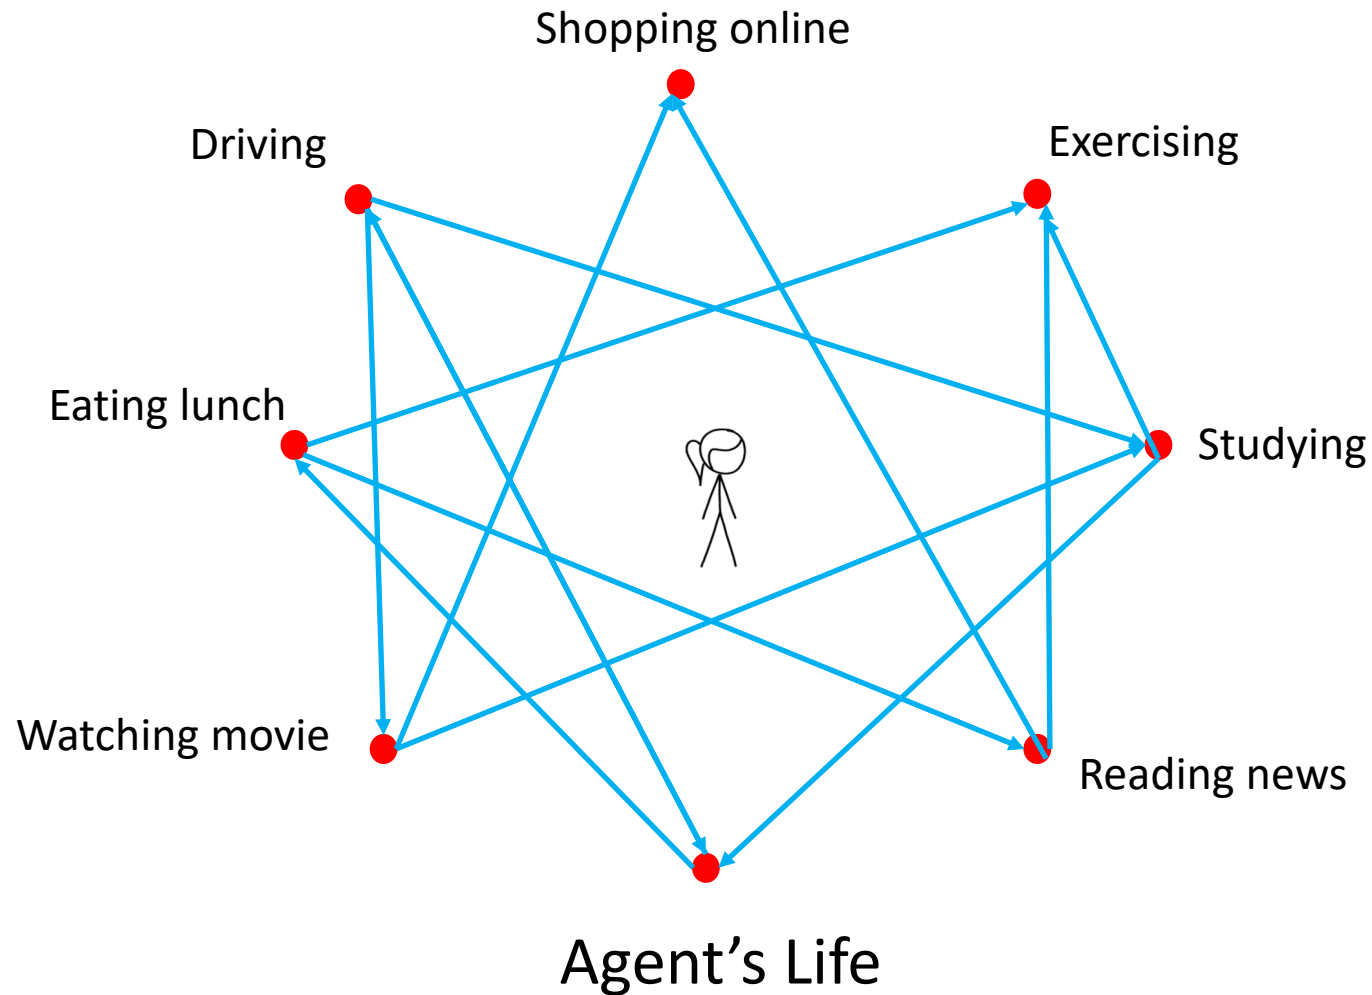 Shopping online
Driving
Exercising
Eating lunch
Studying
Watching movie
Reading news
Agent’s Life